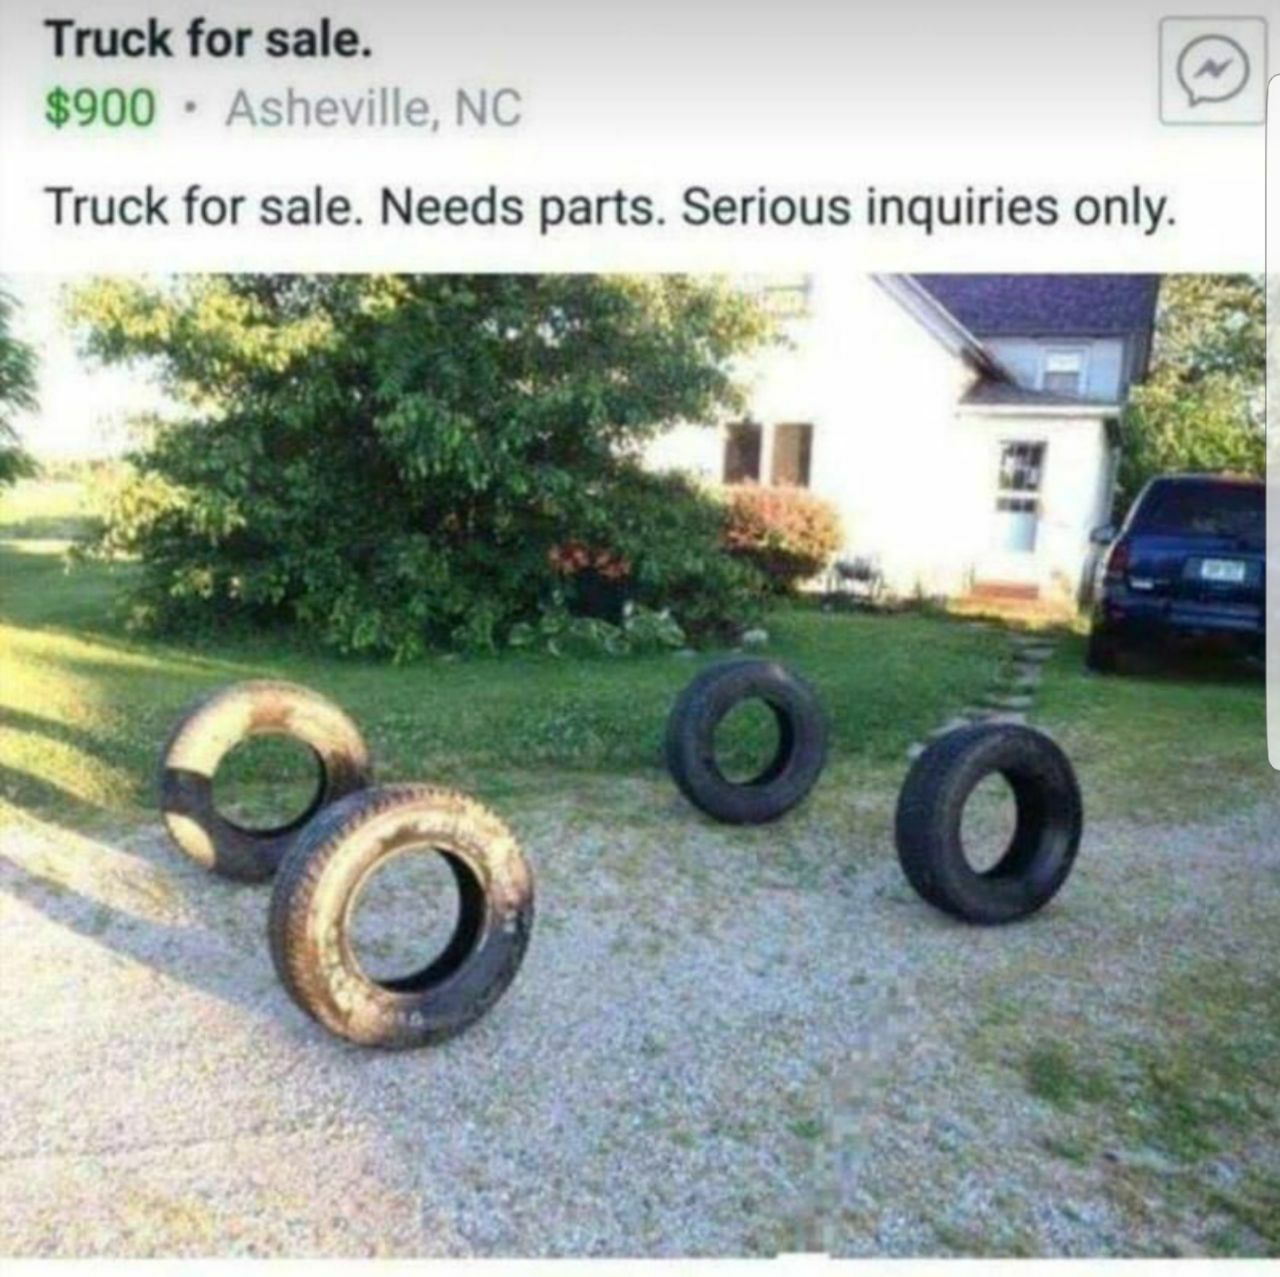 Truck for sale.
$900 · Asheville, NC
Truck for sale. Needs parts. Serious inquiries only.